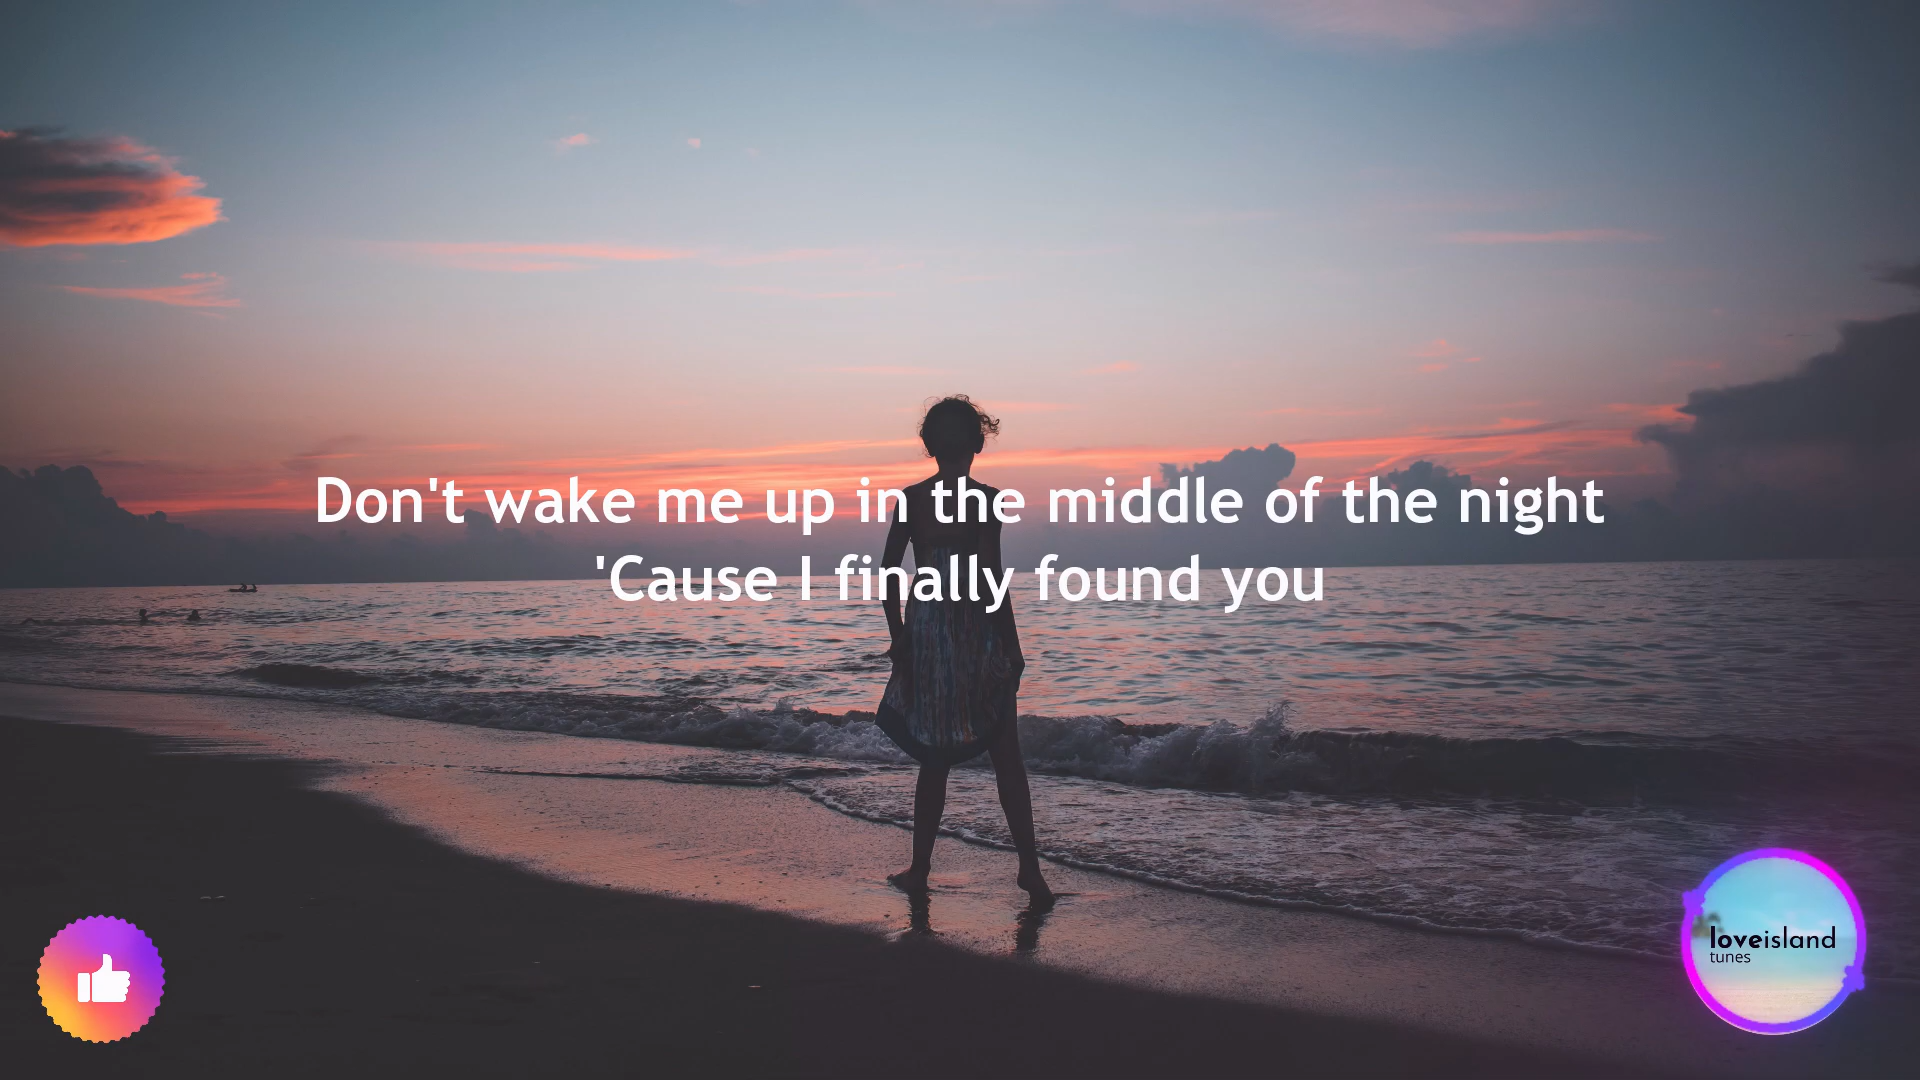 Don't wake me up in the middle of the night
'Cause I finally found you
loveisland
tunes